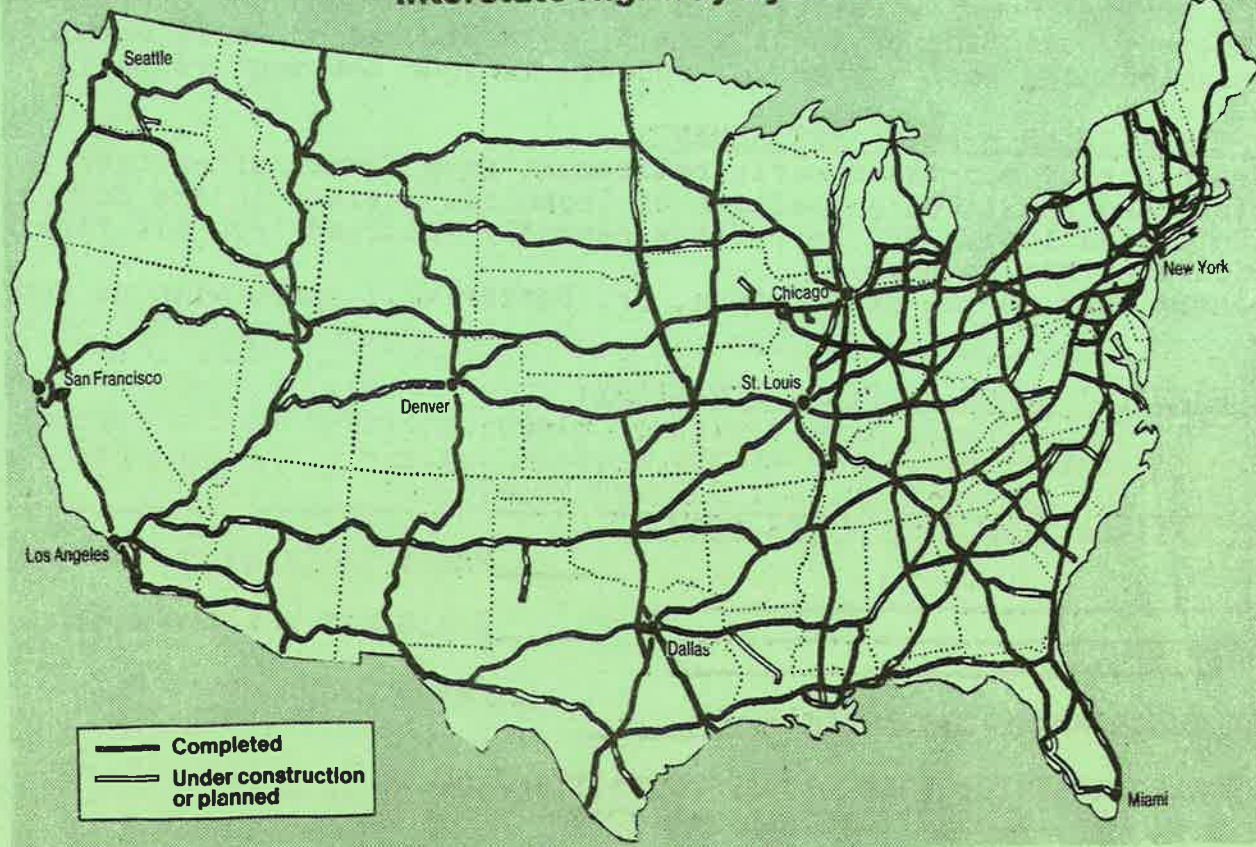 Seattle
New York
Chicago
San Francisco
St. Louis
Denver
Los Angeles
Dallas
Completed
Under construction
or planned
Miami